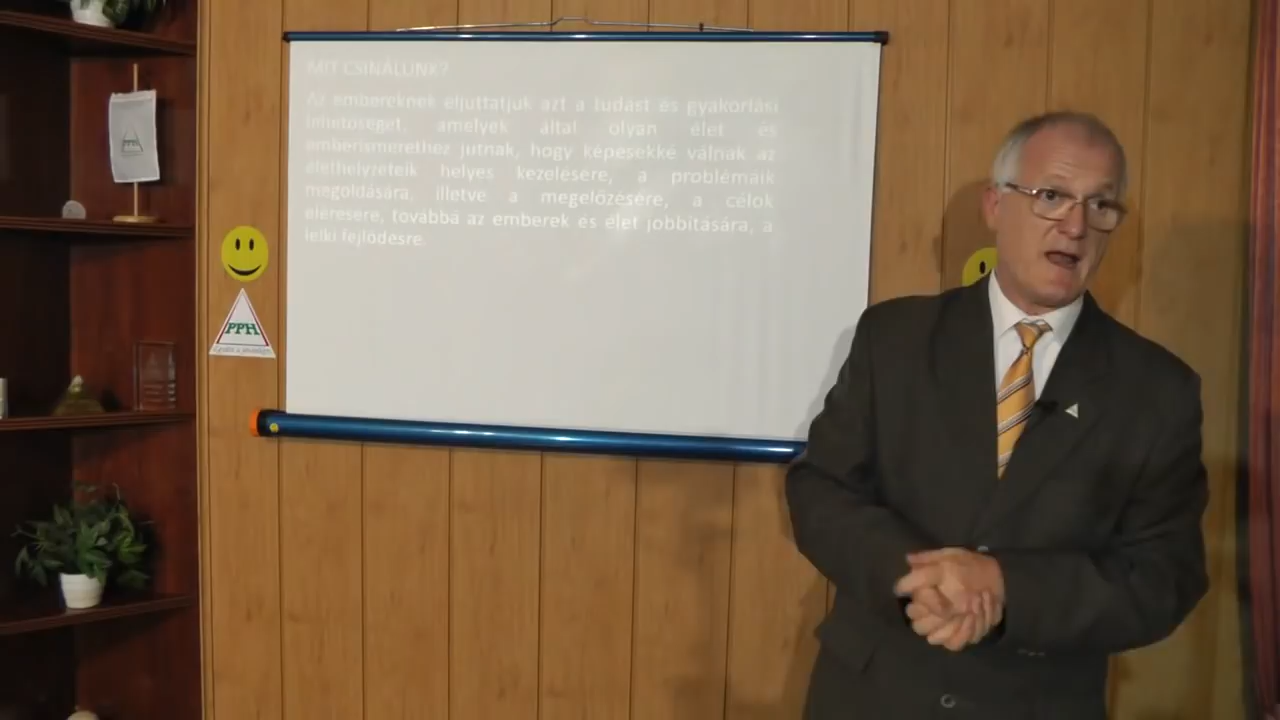 MIT CSINÁLUNK?
Az embereknek eljuttatjuk azt a tudást és gyakorlási
lehetőséget, amelyek által olyan élet és
emberismerethez jutnak, hogy képesekké válnak az
élethelyzeteik helyes kezelésére, a problémáik
megoldására, illetve a megelőzésére, a célok
elérésére, továbbá az emberek és élet jobbítására, a
lelki fejlődésre.
PPH